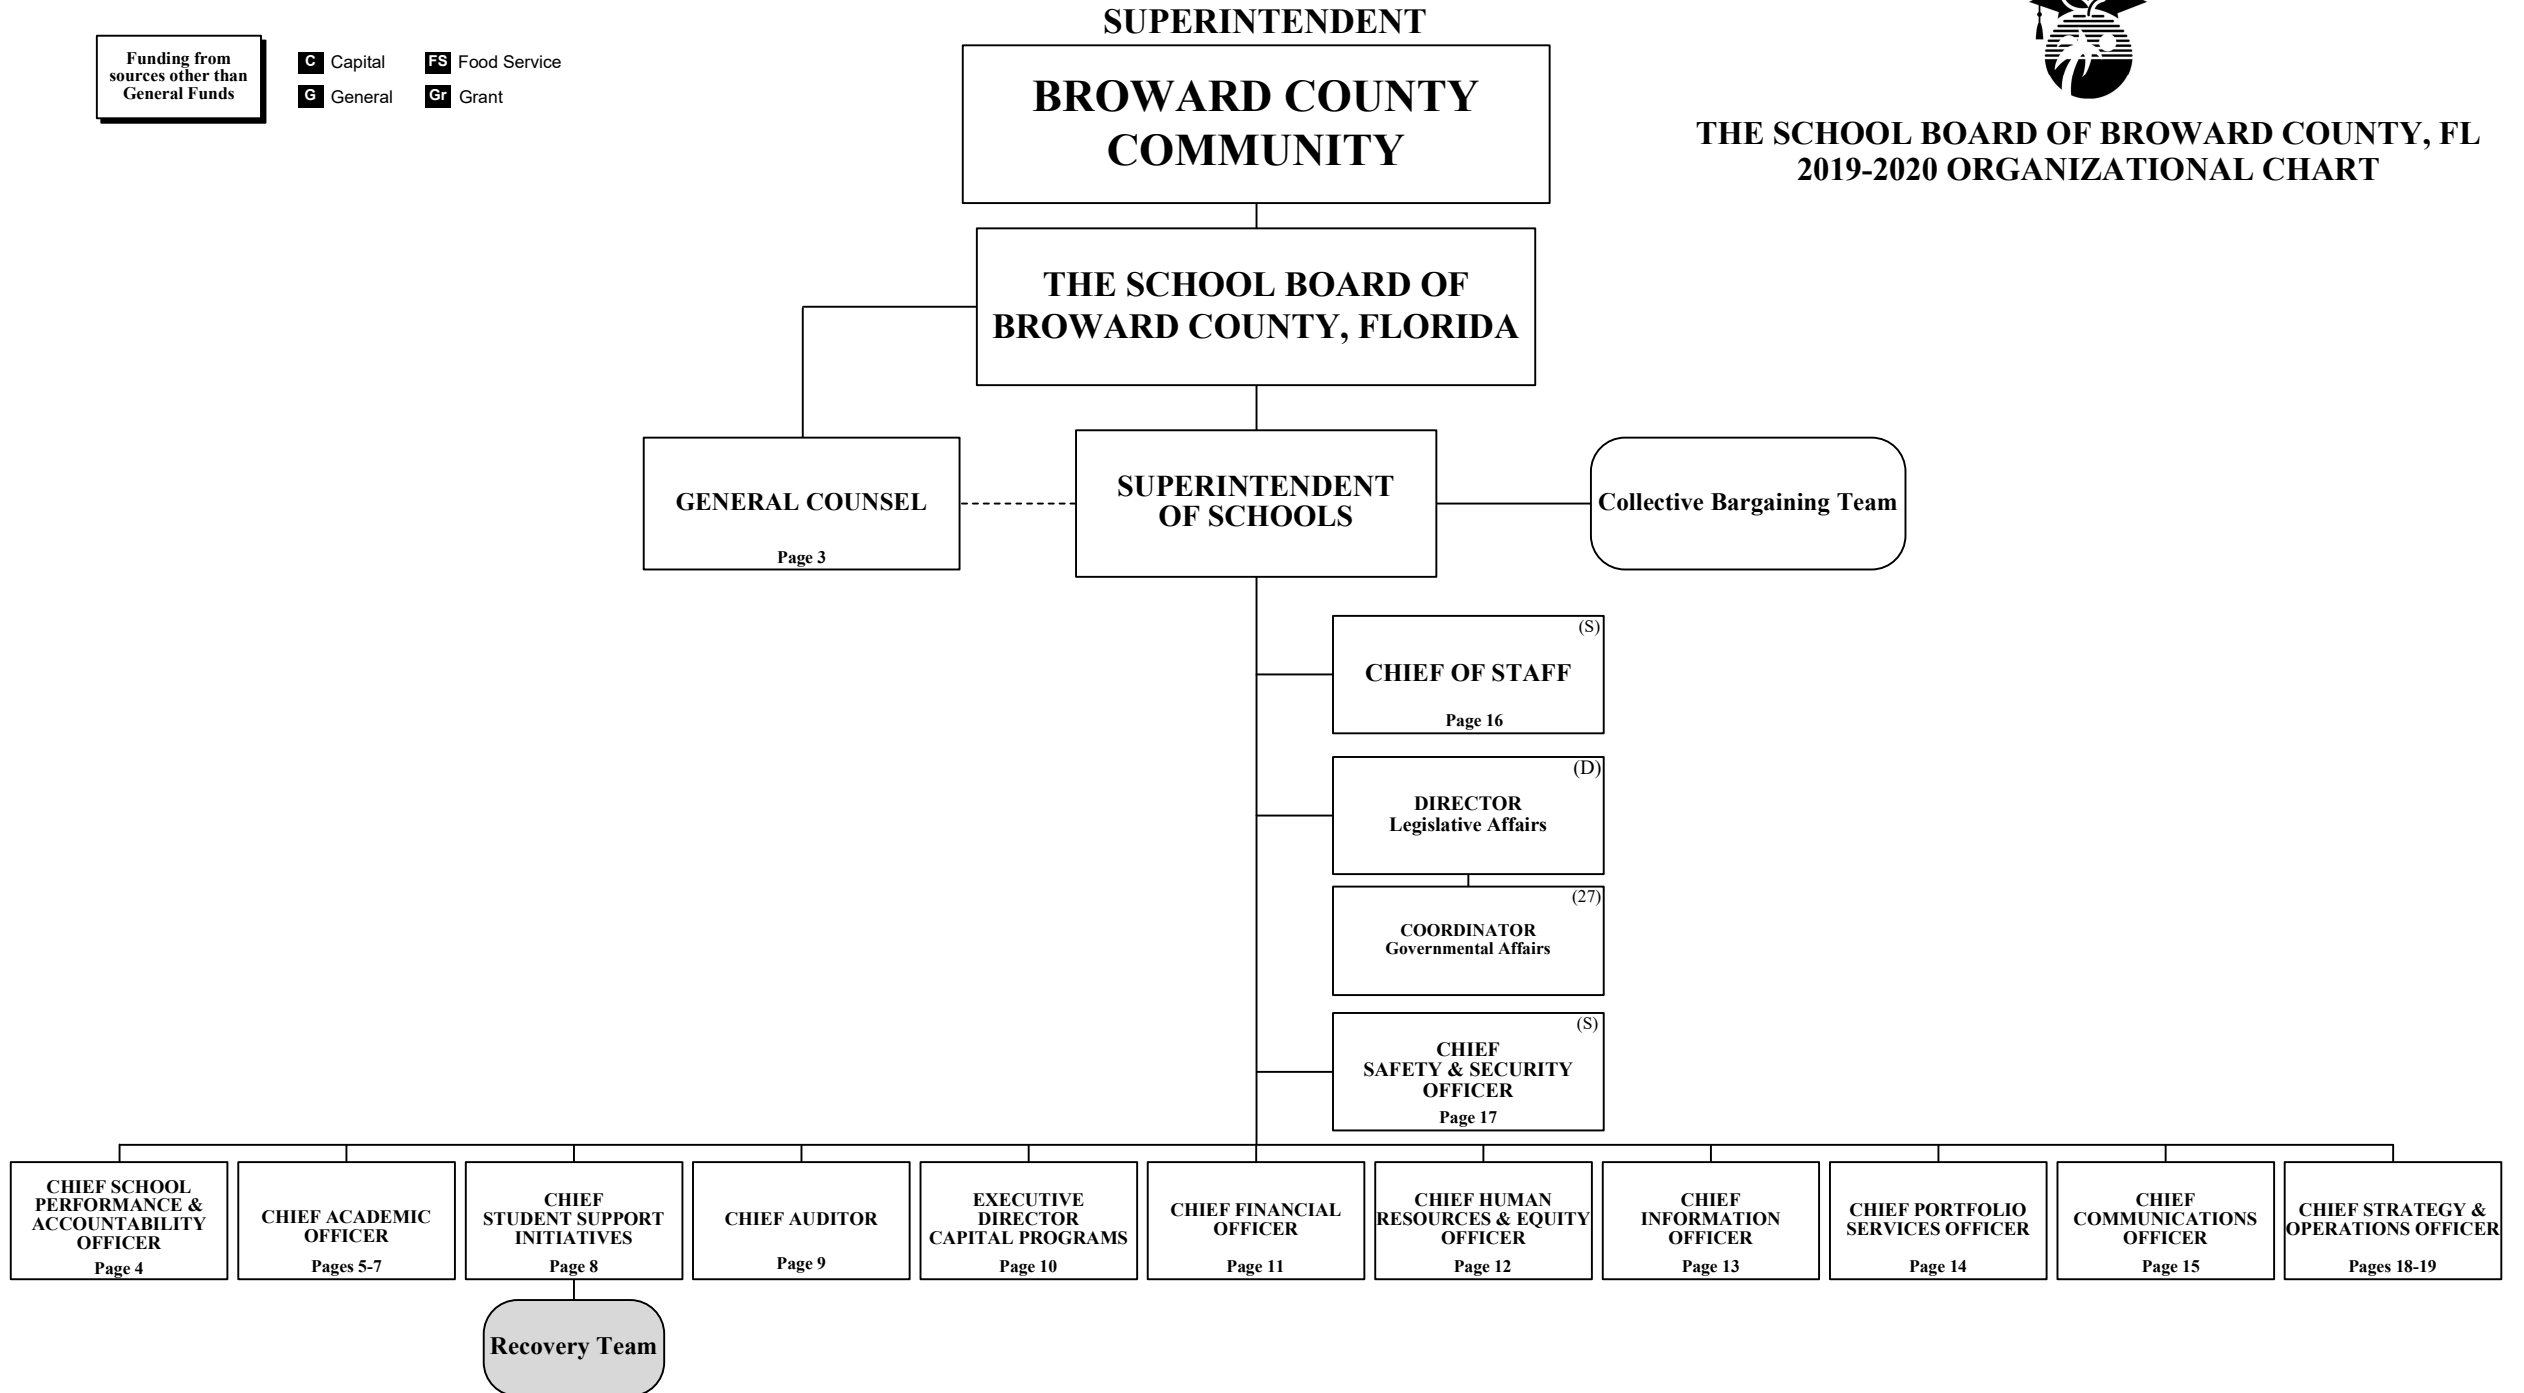 SUPERINTENDENT
Funding from
sources other than
General Funds
C Capital
FS Food Service
G General
Gr Grant
BROWARD COUNTY
COMMUNITY
THE SCHOOL BOARD OF BROWARD COUNTY, FL
2019-2020 ORGANIZATIONAL CHART
THE SCHOOL BOARD OF
BROWARD COUNTY, FLORIDA
GENERAL COUNSEL
Page 3
SUPERINTENDENT
OF SCHOOLS
Collective Bargaining Team
(S)
CHIEF OF STAFF
Page 16
(D)
DIRECTOR
Legislative Affairs
(27)
COORDINATOR
Governmental Affairs
(S)
CHIEF
SAFETY & SECURITY
OFFICER
Page 17
CHIEF SCHOOL
PERFORMANCE &
ACCOUNTABILITY
OFFICER
Page 4
CHIEF ACADEMIC
OFFICER
Pages 5-7
CHIEF
STUDENT SUPPORT
INITIATIVES
Page 8
CHIEF AUDITOR
Page 9
EXECUTIVE
DIRECTOR
CAPITAL PROGRAMS
Page 10
CHIEF FINANCIAL
OFFICER
Page 11
CHIEF HUMAN
RESOURCES & EQUITY
OFFICER
Page 12
CHIEF
INFORMATION
OFFICER
Page 13
CHIEF PORTFOLIO
SERVICES OFFICER
Page 14
CHIEF
COMMUNICATIONS
OFFICER
Page 15
CHIEF STRATEGY &
OPERATIONS OFFICER
Pages 18-19
Recovery Team